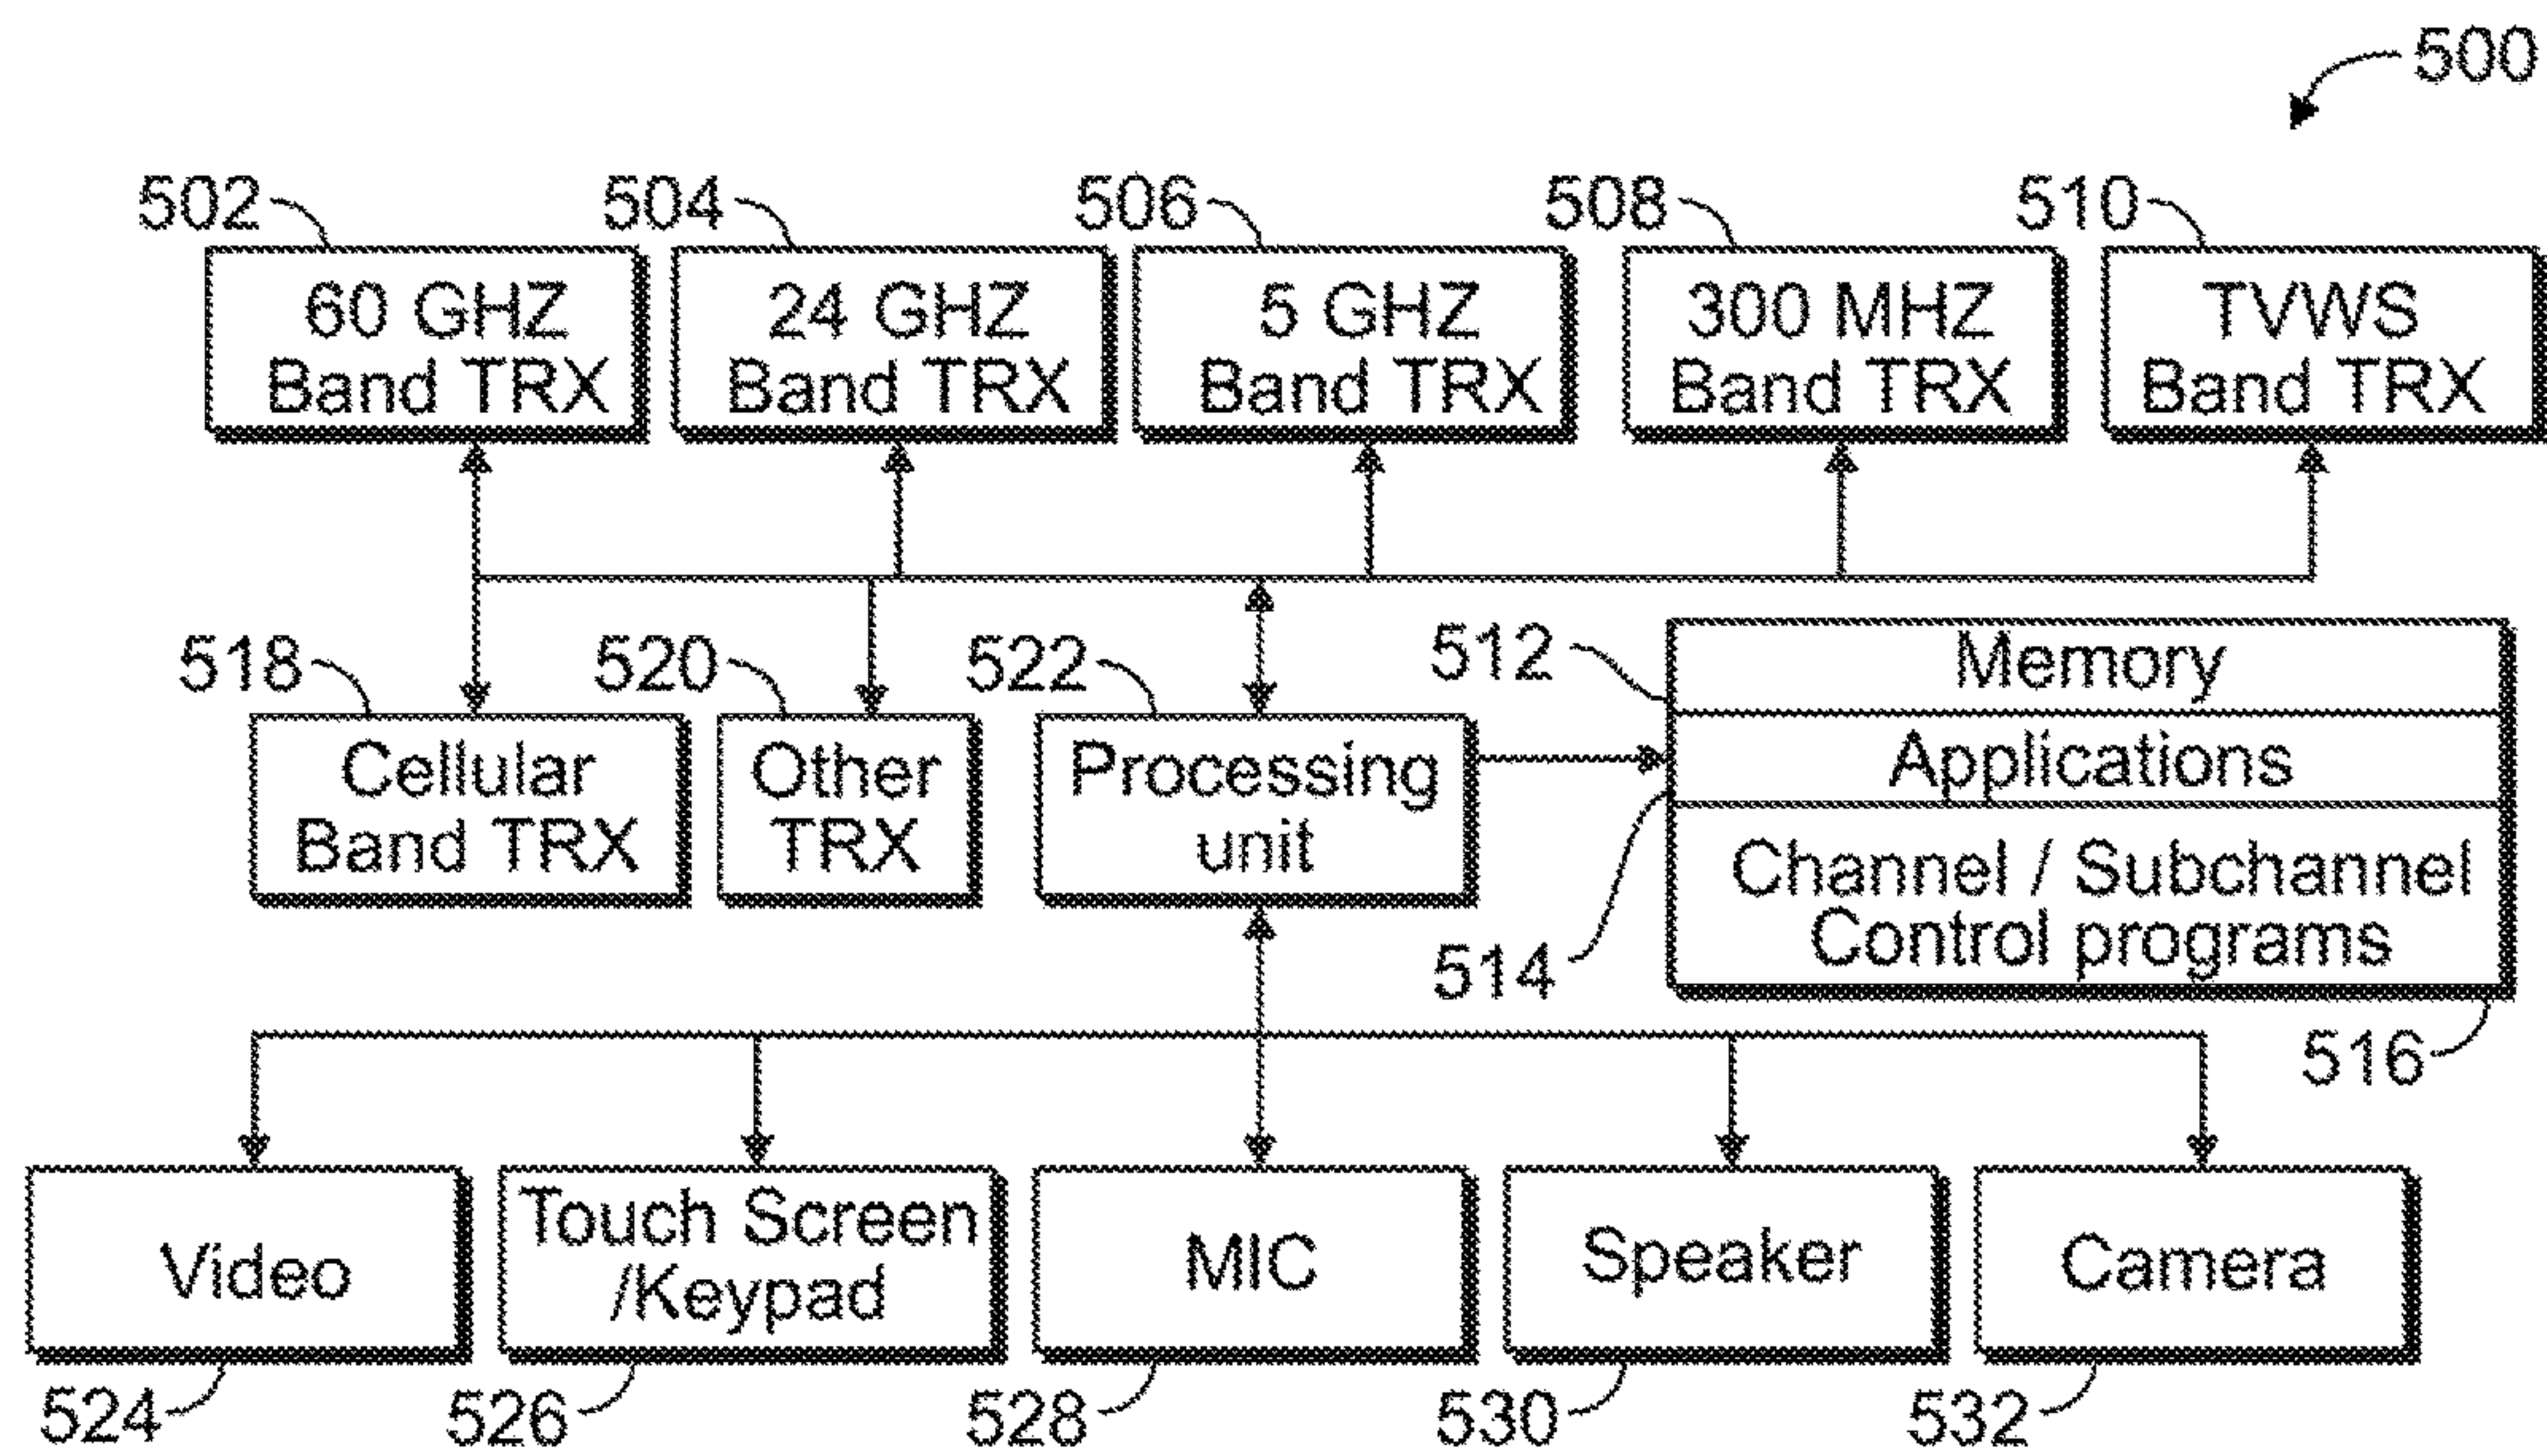 500
502
504
506
508
510
60 GHZ
Band TRX
24 GHZ
Band TRX
5 GHZ
Band TRX
300 MHZ
Band TRX
TVWS
Band TRX
518
520
522
512
Cellular
Band TRX
Other
TRX
Processing
unit
Memory
Applications
Channel / Subchannel
Control programs
514
516
Video
Touch Screen
/Keypad
MIC
Speaker
Camera
524
526
528
530
532